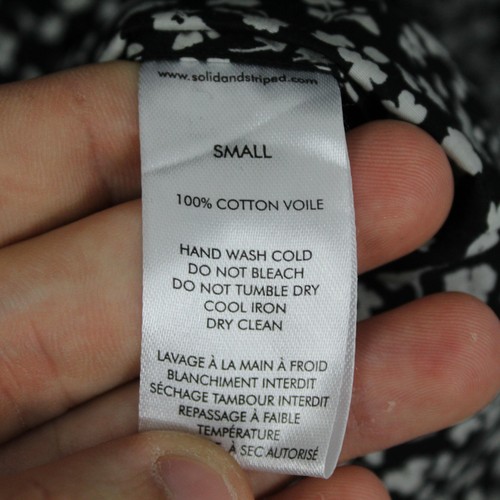 www.solidandstriped.com
SMALL
100% COTTON VOILE
HAND WASH COLD
DO NOT BLEACH
DO NOT TUMBLE DRY
COOL IRON
DRY CLEAN
LAVAGE À LA MAIN À FROID
BLANCHIMENT INTERDIT
SÉCHAGE TAMBOUR INTERDIT
REPASSAGE À FAIBLE
TEMPÉRATURE
À SEC AUTORISÉ